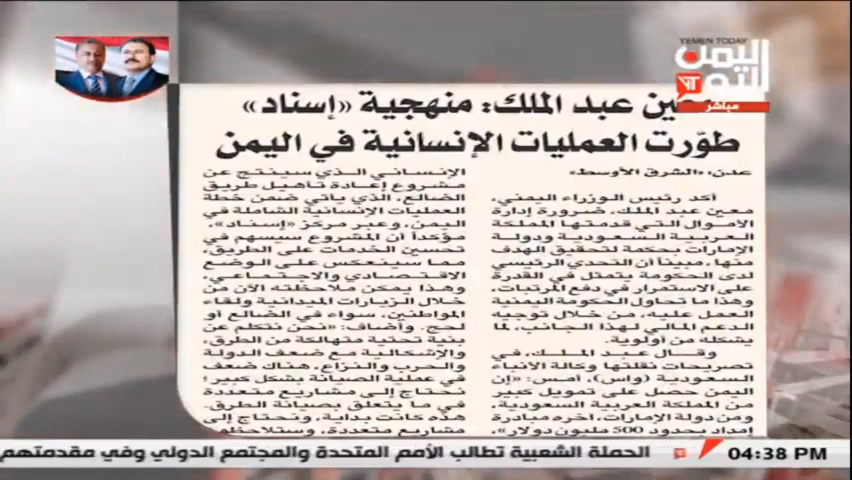 YEMEN TODAY
اليمن
اليوم
مباشر
معين عبد الملك: منهجية «إسناد»
طوّرت العمليات الإنسانية في اليمن
عدن: «الشرق الأوسط»
أكد رئيس الوزراء اليمني،
معين عبد الملك، ضرورة إدارة
الأموال التي قدمتها المملكة
العربية السعودية ودولة
الإمارات بحكمة لتحقيق الهدف
منها، مبيناً أن التحدي الرئيسي
لدى الحكومة يتمثل في القدرة
على الاستمرار في دفع المرتبات،
وهذا ما تحاول الحكومة اليمنية
العمل عليه، من خلال توجيه
الدعم المالي لهذا الجانب، لما
يشكله من أولوية.
وقال عبد الملك، في
تصريحات نقلتها وكالة الأنباء
السعودية (واس)، أمس: «إن
اليمن حصل على تمويل كبير
من المملكة العربية السعودية،
ومن دولة الإمارات، آخره مبادرة
إمداد بحدود 500 مليون دولار»،
الإنساني الذي سينتج عن
مشروع إعادة تأهيل طريق
الضالع، الذي يأتي ضمن خطة
العمليات الإنسانية الشاملة في
اليمن، وعبر مركز «إسناد»،
مؤكداً أن المشروع سيسهم في
تحسين الخدمات على الطريق،
مما سينعكس على الوضع
الاقتصادي والاجتماعي،
وهذا يمكن ملاحظته الآن من
خلال الزيارات الميدانية ولقاء
المواطنين، سواء في الضالع أو
لحج. وأضاف: «نحن نتكلم عن
بنية تحتية متهالكة من الطرق،
والإشكالية مع ضعف الدولة
والحرب والنزاع، هناك ضعف
في عملية الصيانة بشكل كبير؛
نحتاج إلى مشاريع متعددة
في ما يتعلق بصيانة الطرق.
هذه كانت بداية، ونحتاج إلى
مشاريع متعددة، وستلاحظون
الحملة الشعبية تطالب الأمم المتحدة والمجتمع الدولي وفي مقدمتهم
04:38 PM